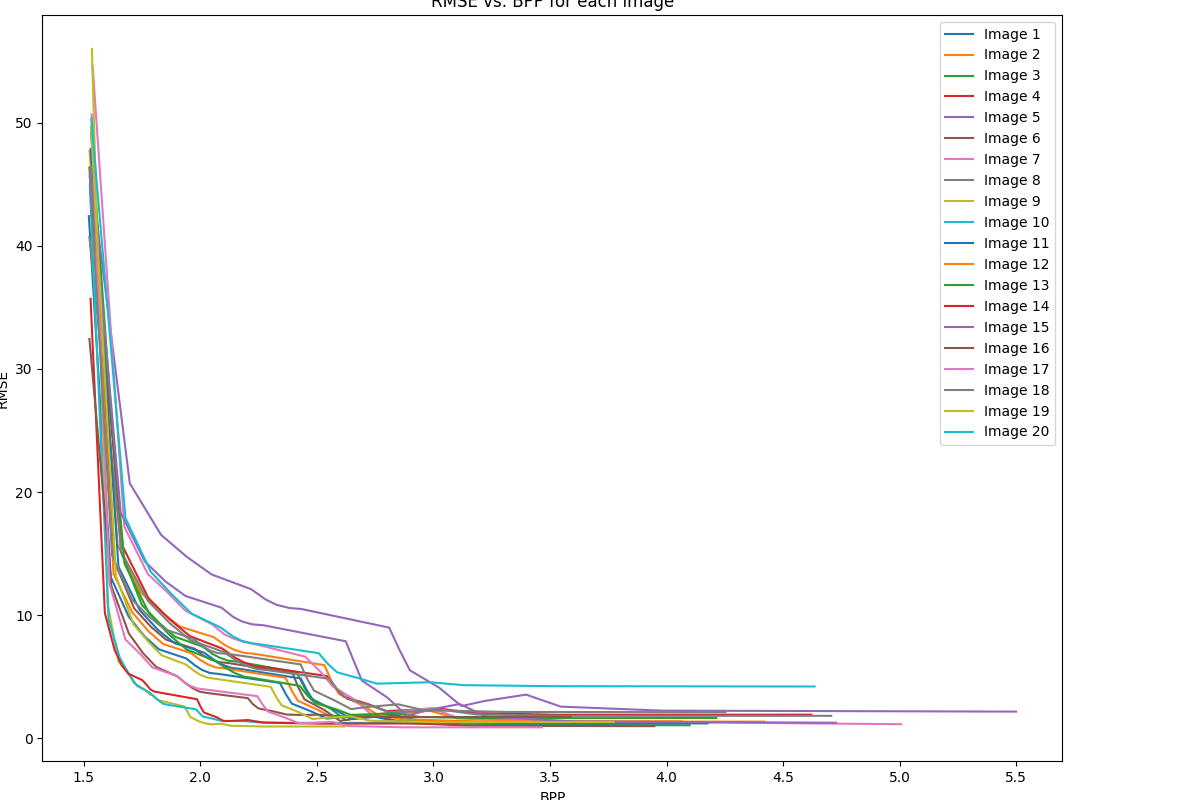 RMSE vs. BPP for each image
50
40
30
20
10
0
RMSE
1.5 2.0 2.5 3.0 3.5 4.0 4.5 5.0 5.5
BPP
Image 1
Image 2
Image 3
Image 4
Image 5
Image 6
Image 7
Image 8
Image 9
Image 10
Image 11
Image 12
Image 13
Image 14
Image 15
Image 16
Image 17
Image 18
Image 19
Image 20